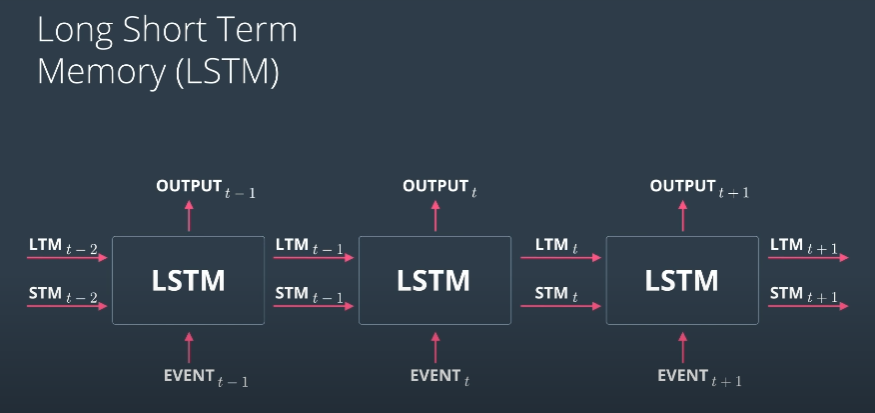 Long Short Term
Memory (LSTM)
OUTPUT t − 1
OUTPUT t
OUTPUT t + 1
LTM t − 2
LTM t − 1
LTM t
LTM t + 1
LSTM
LSTM
LSTM
STM t − 2
STM t − 1
STM t
STM t + 1
EVENT t − 1
EVENT t
EVENT t + 1